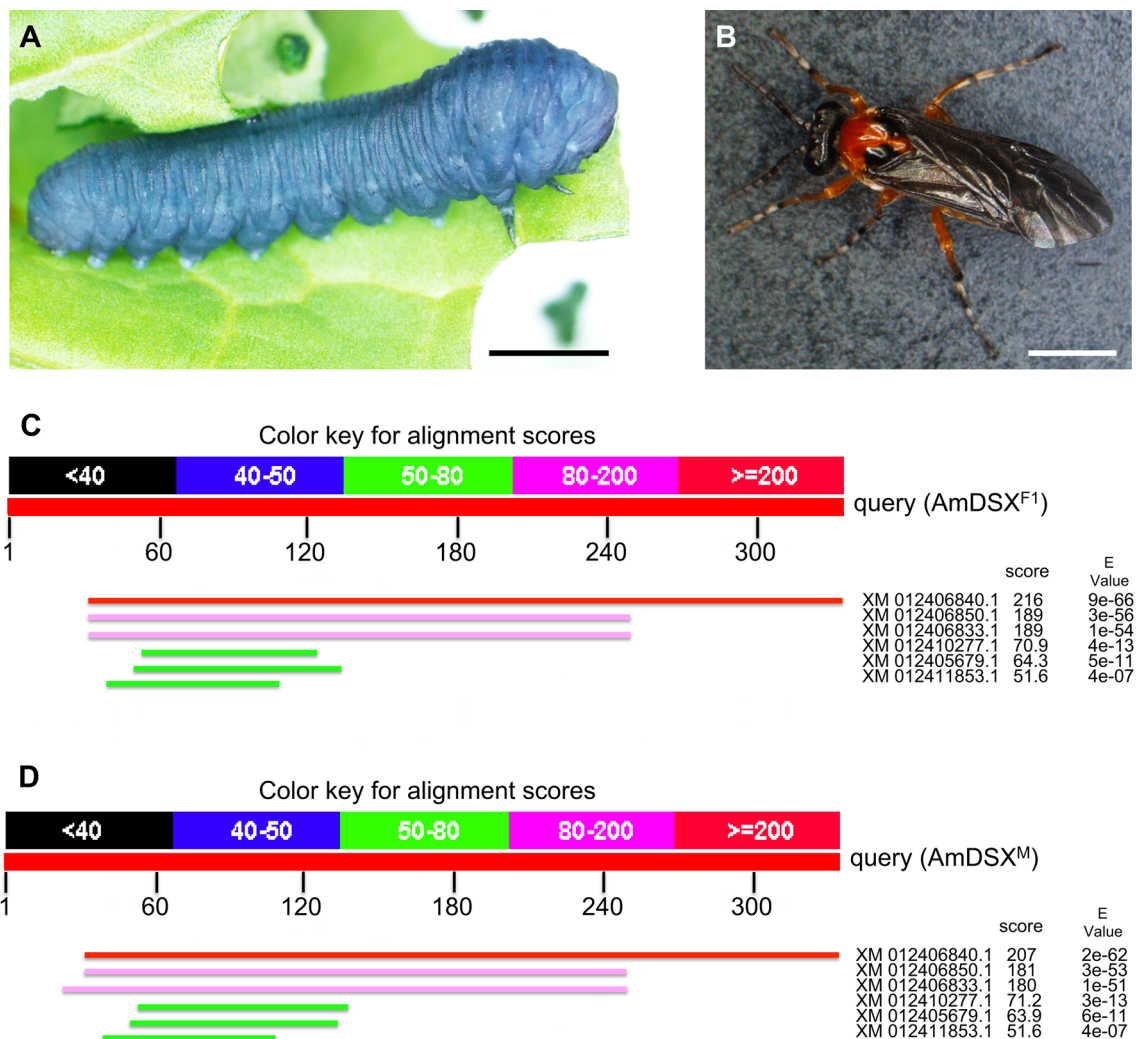 A
B
C
Color key for alignment scores
<40 40-50 50-80 80-200 >=200
query (AmDSXF1)
1 60 120 180 240 300
score E Value
XM 012406840.1 216 9e-66
XM 012406850.1 189 3e-56
XM 012406833.1 189 1e-54
XM 012410277.1 70.9 4e-13
XM 012405679.1 64.3 5e-11
XM 012411853.1 51.6 4e-07
D
Color key for alignment scores
<40 40-50 50-80 80-200 >=200
query (AmDSXM)
1 60 120 180 240 300
score E Value
XM 012406840.1 207 2e-62
XM 012406850.1 181 3e-53
XM 012406833.1 180 1e-51
XM 012410277.1 71.2 3e-13
XM 012405679.1 63.9 6e-11
XM 012411853.1 51.6 4e-07